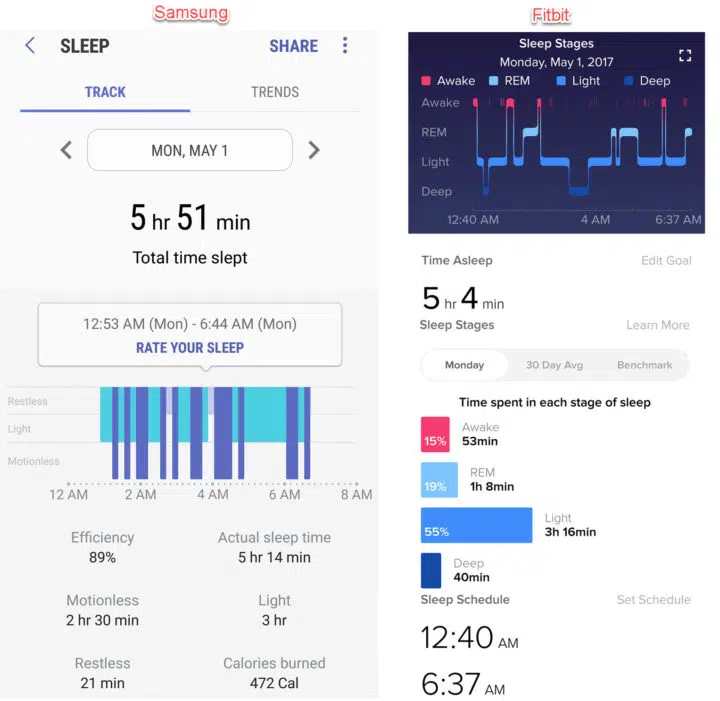 Samsung
SLEEP SHARE
TRACK TRENDS
MON, MAY 1
5 hr 51 min
Total time slept
12:53 AM (Mon) - 6:44 AM (Mon)
RATE YOUR SLEEP
Restless
Light
Motionless
12 AM 2 AM 4 AM 6 AM 8 AM
Efficiency Actual sleep time
89% 5 hr 14 min
Motionless Light
2 hr 30 min 3 hr
Restless Calories burned
21 min 472 Cal
Fitbit
Sleep Stages
Monday, May 1, 2017
Awake REM Light Deep
Awake
REM
Light
Deep
12:40 AM 4 AM 6:37 AM
Time Asleep Edit Goal
5 hr 4 min
Sleep Stages Learn More
Monday 30 Day Avg Benchmark
Time spent in each stage of sleep
Awake
15% 53min
REM
19% 1h 8min
Light
55% 3h 16min
Deep
40min
Sleep Schedule Set Schedule
12:40 AM
6:37 AM